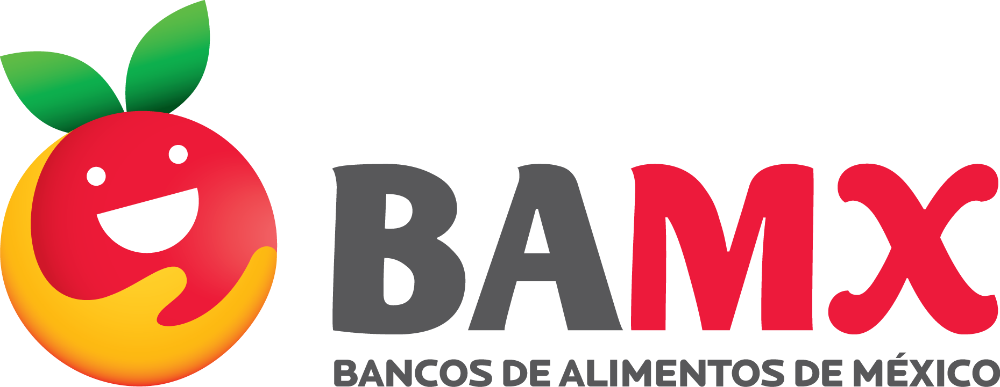 BAMX
BANCOS DE ALIMENTOS DE MÉXICO